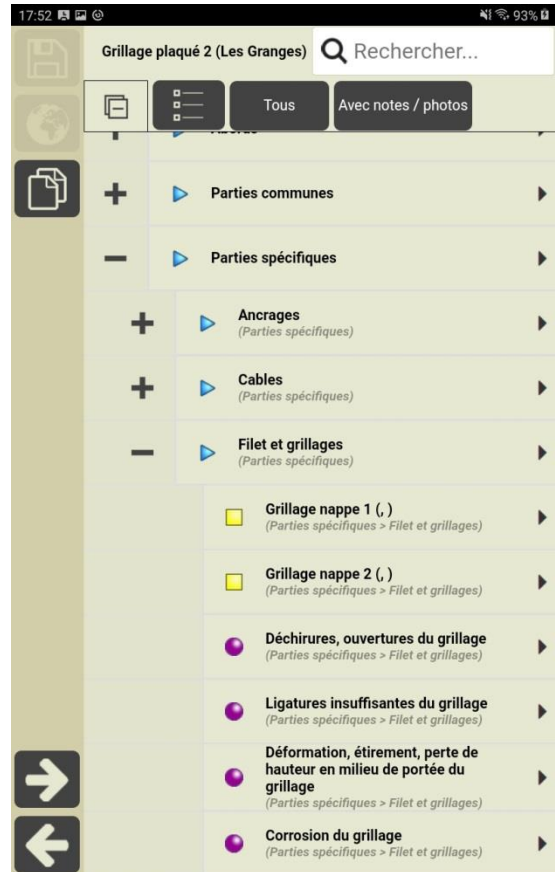 17:52
93%
Grillage plaqué 2 (Les Granges)
Rechercher...
Tous
Avec notes / photos
Parties communes
Parties spécifiques
Ancrages
(Parties spécifiques)
Cables
(Parties spécifiques)
Filet et grillages
(Parties spécifiques)
Grillage nappe 1 (, )
(Parties spécifiques > Filet et grillages)
Grillage nappe 2 (, )
(Parties spécifiques > Filet et grillages)
Déchirures, ouvertures du grillage
(Parties spécifiques > Filet et grillages)
Ligatures insuffisantes du grillage
(Parties spécifiques > Filet et grillages)
Déformation, étirement, perte de
hauteur en milieu de portée du
grillage
(Parties spécifiques > Filet et grillages)
Corrosion du grillage
(Parties spécifiques > Filet et grillages)